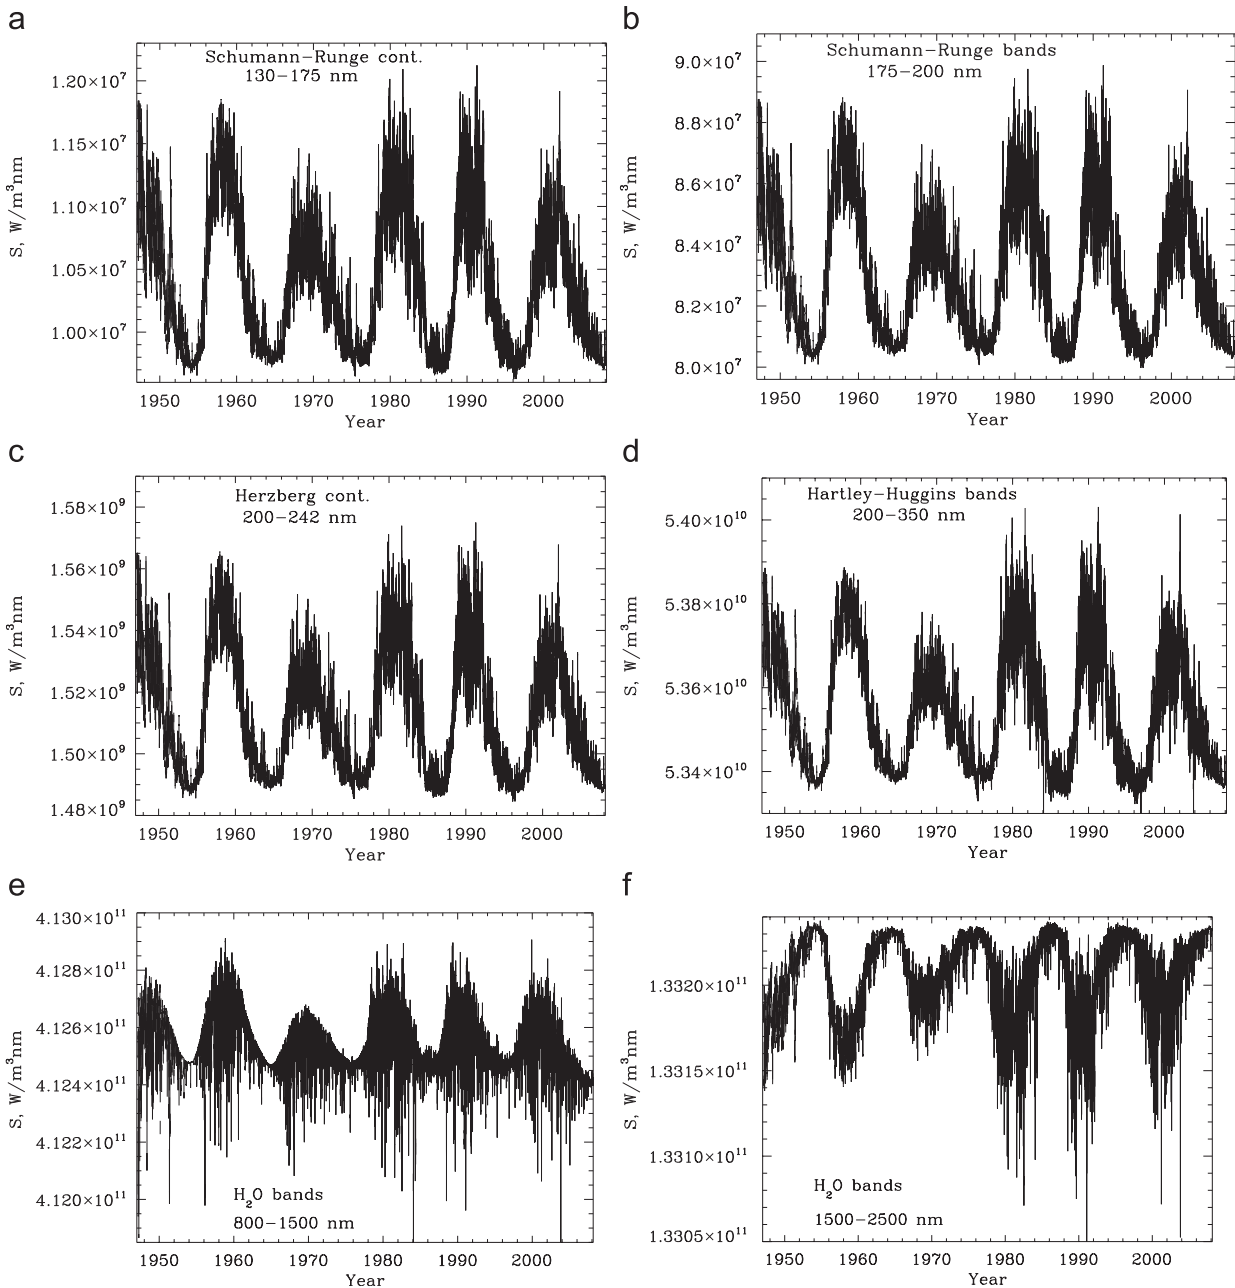 a
Schumann–Runge cont.
130–175 nm
1.20×10⁷
1.15×10⁷
1.10×10⁷
1.05×10⁷
1.00×10⁷
S, W/m³nm
1950 1960 1970 1980 1990 2000
Year
b
Schumann–Runge bands
175–200 nm
9.0×10⁷
8.8×10⁷
8.6×10⁷
8.4×10⁷
8.2×10⁷
8.0×10⁷
S, W/m³nm
1950 1960 1970 1980 1990 2000
Year
c
Herzberg cont.
200–242 nm
1.58×10⁹
1.56×10⁹
1.54×10⁹
1.52×10⁹
1.50×10⁹
1.48×10⁹
S, W/m³nm
1950 1960 1970 1980 1990 2000
Year
d
Hartley–Huggins bands
200–350 nm
5.40×10¹⁰
5.38×10¹⁰
5.36×10¹⁰
5.34×10¹⁰
S, W/m³nm
1950 1960 1970 1980 1990 2000
Year
e
4.130×10¹¹
4.128×10¹¹
4.126×10¹¹
4.124×10¹¹
4.122×10¹¹
4.120×10¹¹
S, W/m³nm
H₂O bands
800–1500 nm
1950 1960 1970 1980 1990 2000
Year
f
1.3320×10¹¹
1.3315×10¹¹
1.3310×10¹¹
1.3305×10¹¹
S, W/m³nm
H₂O bands
1500–2500 nm
1950 1960 1970 1980 1990 2000
Year